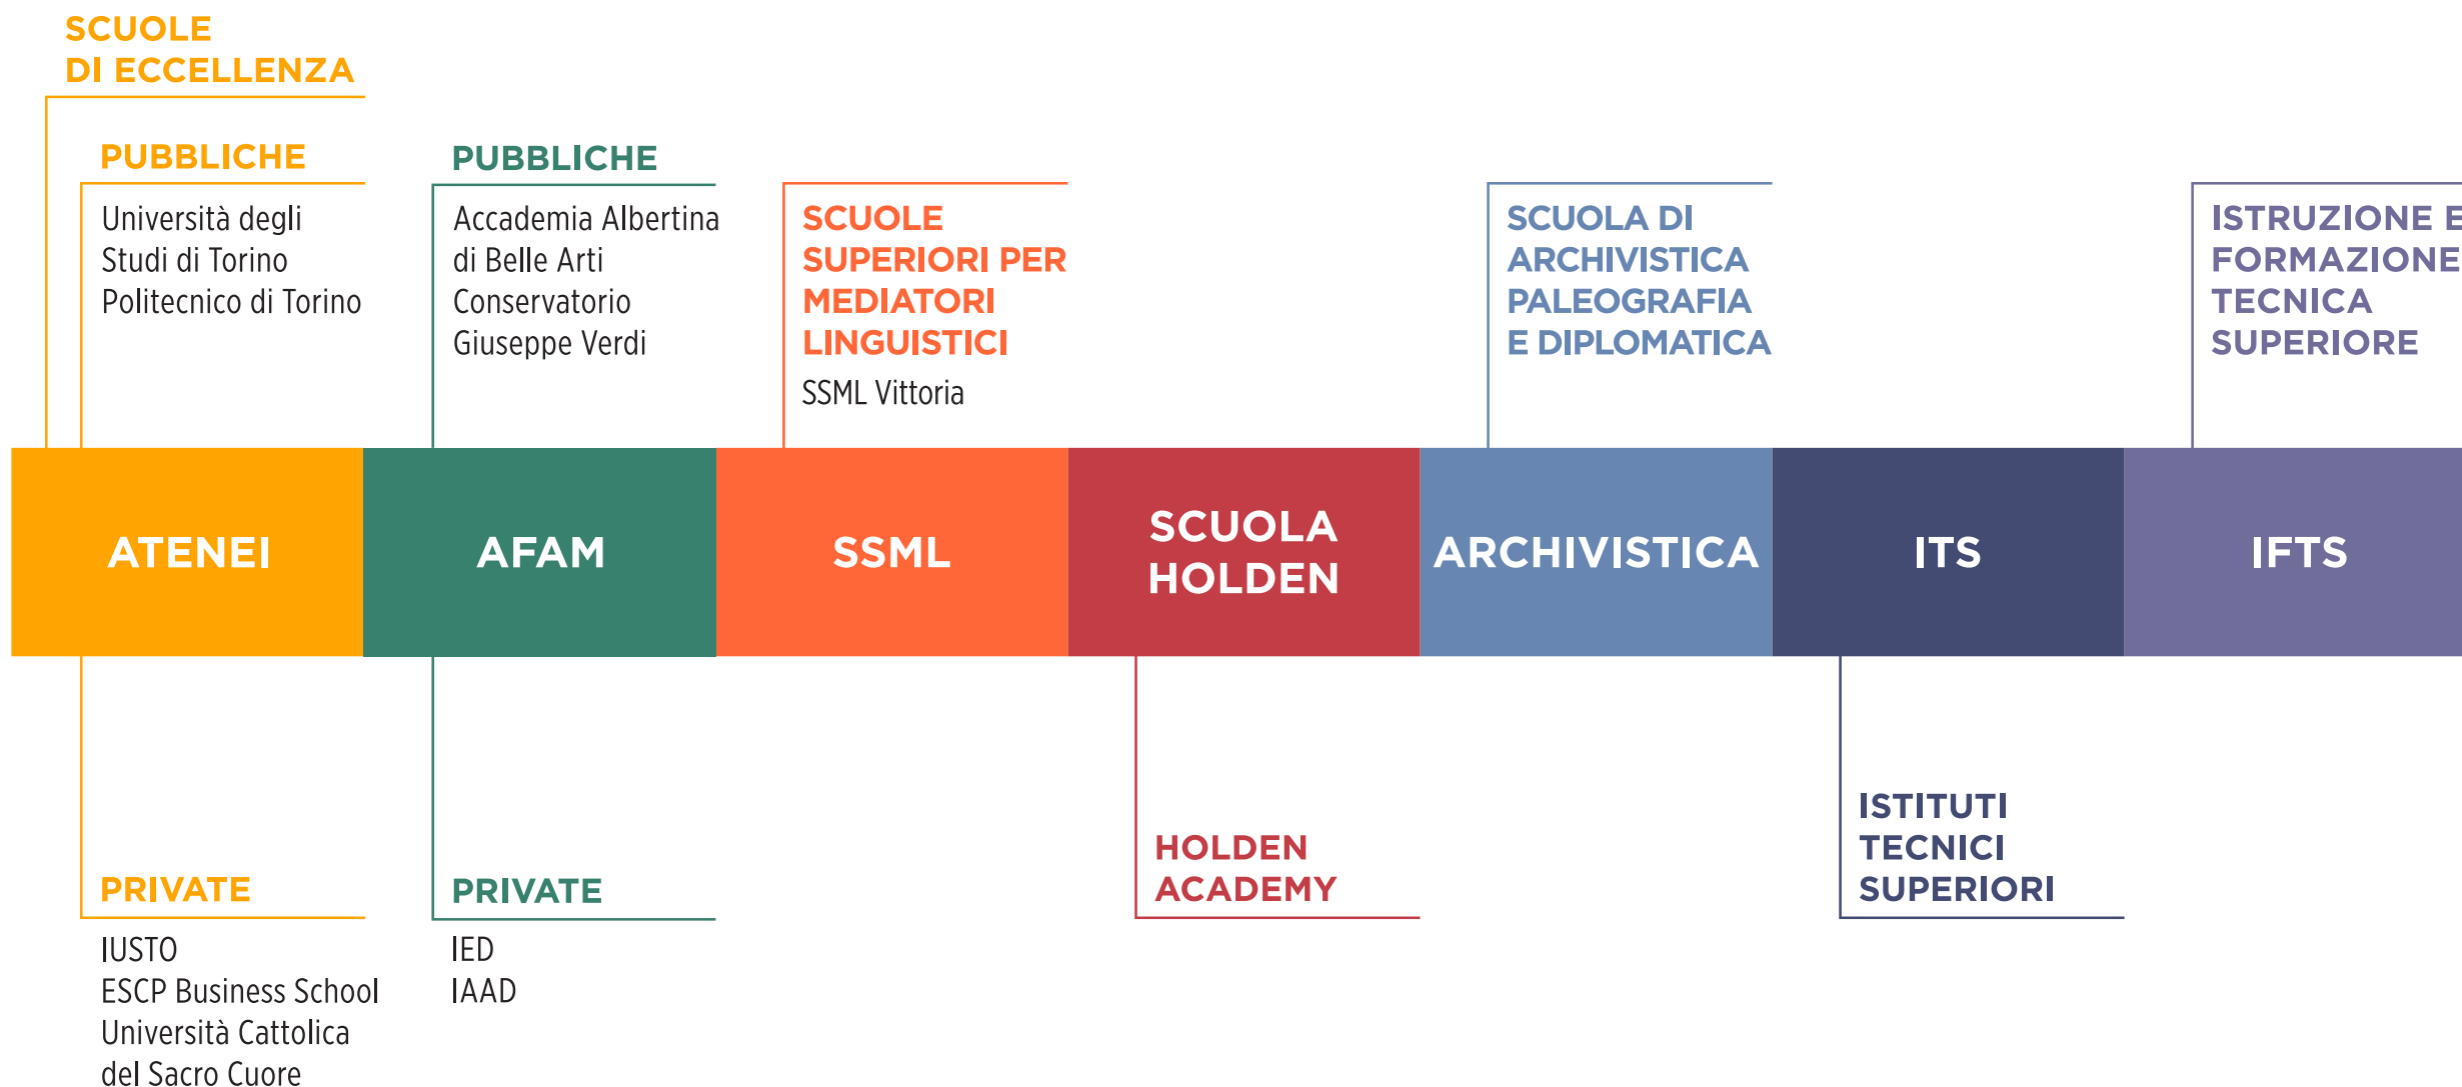 SCUOLE
DI ECCELLENZA
PUBBLICHE
Università degli
Studi di Torino
Politecnico di Torino
PUBBLICHE
Accademia Albertina
di Belle Arti
Conservatorio
Giuseppe Verdi
SCUOLE
SUPERIORI PER
MEDIATORI
LINGUISTICI
SSML Vittoria
SCUOLA DI
ARCHIVISTICA
PALEOGRAFIA
E DIPLOMATICA
ISTRUZIONE E
FORMAZIONE
TECNICA
SUPERIORE
ATENEI
AFAM
SSML
SCUOLA
HOLDEN
ARCHIVISTICA
ITS
IFTS
PRIVATE
IUSTO
ESCP Business School
Università Cattolica
del Sacro Cuore
PRIVATE
IED
IAAD
HOLDEN
ACADEMY
ISTITUTI
TECNICI
SUPERIORI